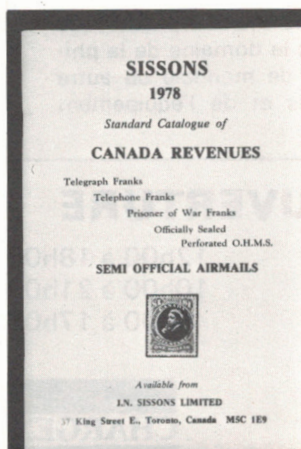 SISSONS
1978
Standard Catalogue of
CANADA REVENUES
Telegraph Franks
Telephone Franks
Prisoner of War Franks
Officially Sealed
Perforated O.H.M.S.
SEMI OFFICIAL AIRMAILS
Available from
J.N. SISSONS LIMITED
37 King Street E., Toronto, Canada M5C 1E9